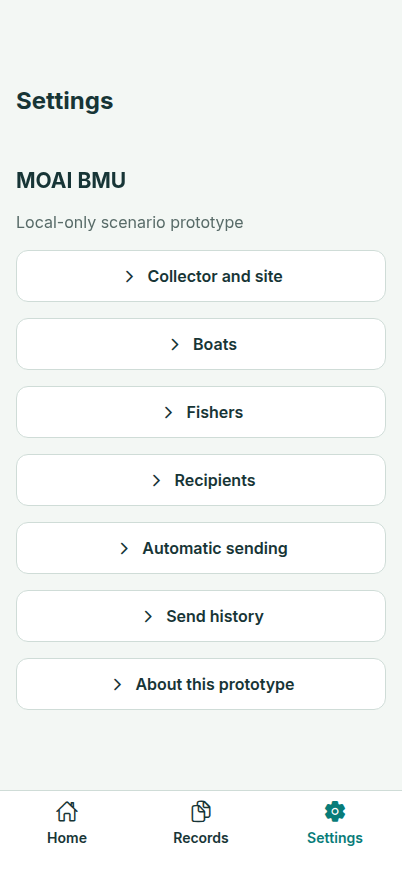 Settings
MOAI BMU
Local-only scenario prototype
Collector and site
Boats
Fishers
Recipients
Automatic sending
Send history
About this prototype
Home
Records
Settings